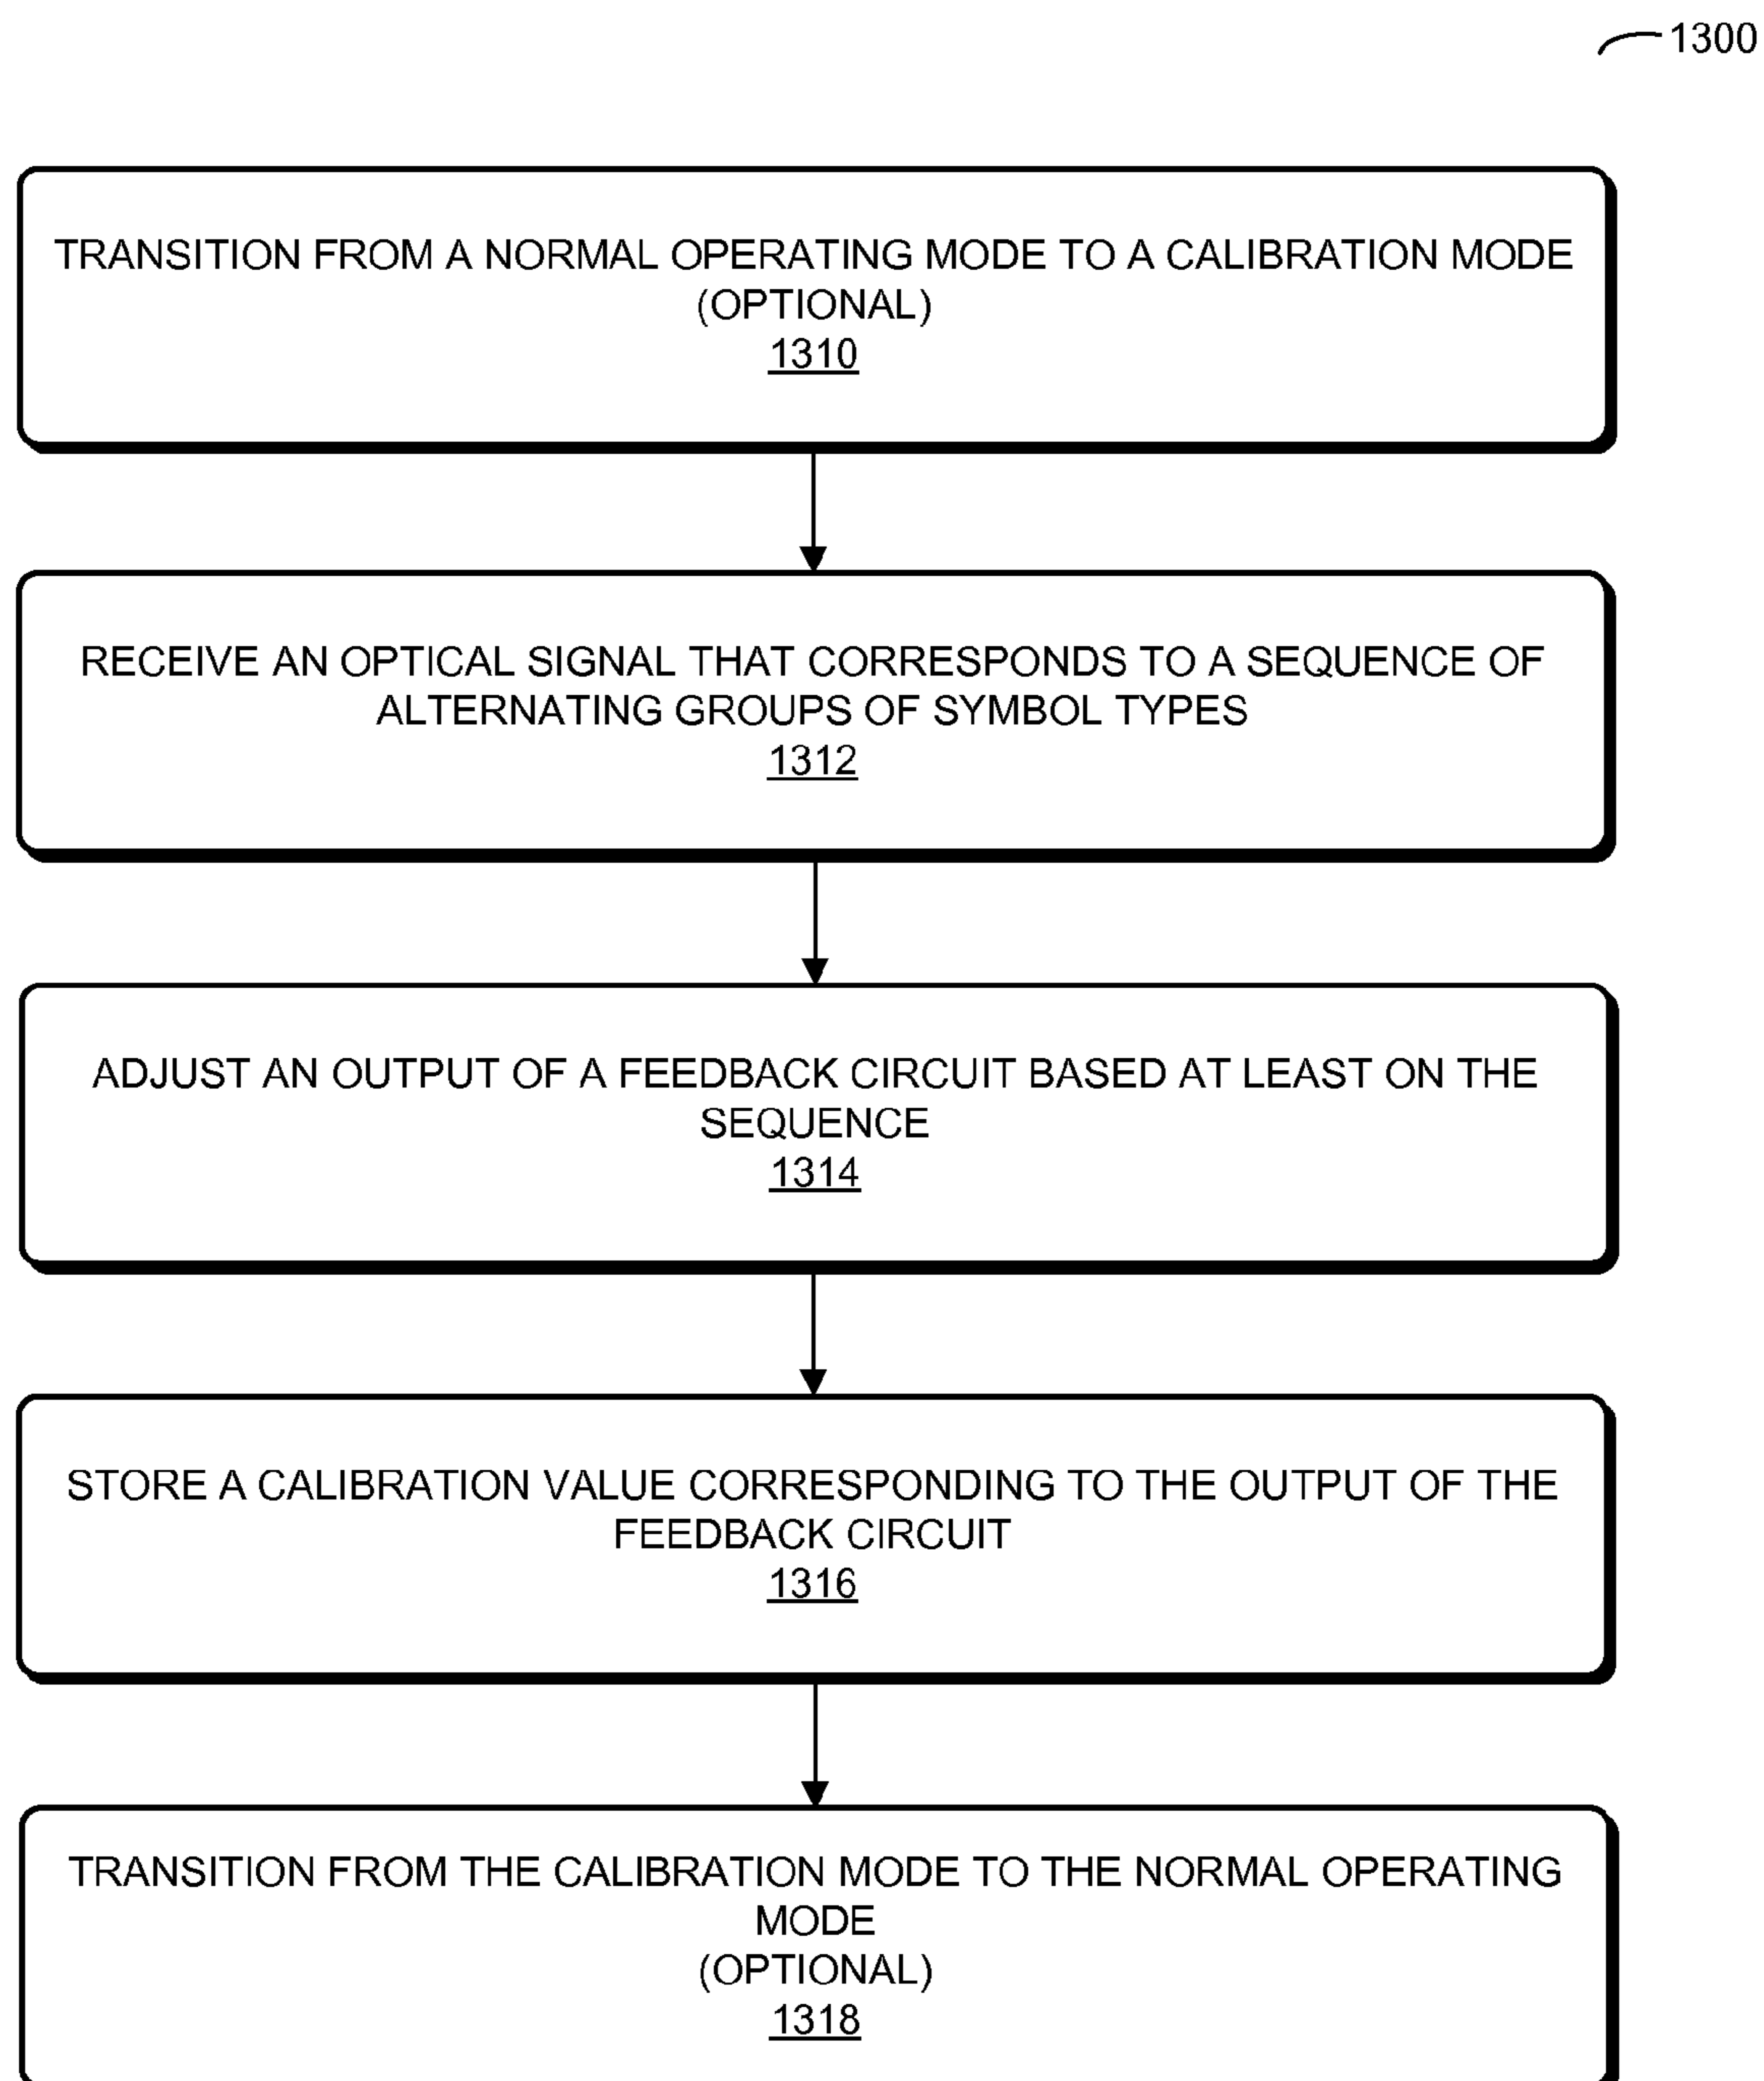 1300
TRANSITION FROM A NORMAL OPERATING MODE TO A CALIBRATION MODE
(OPTIONAL)
1310
RECEIVE AN OPTICAL SIGNAL THAT CORRESPONDS TO A SEQUENCE OF
ALTERNATING GROUPS OF SYMBOL TYPES
1312
ADJUST AN OUTPUT OF A FEEDBACK CIRCUIT BASED AT LEAST ON THE
SEQUENCE
1314
STORE A CALIBRATION VALUE CORRESPONDING TO THE OUTPUT OF THE
FEEDBACK CIRCUIT
1316
TRANSITION FROM THE CALIBRATION MODE TO THE NORMAL OPERATING
MODE
(OPTIONAL)
1318